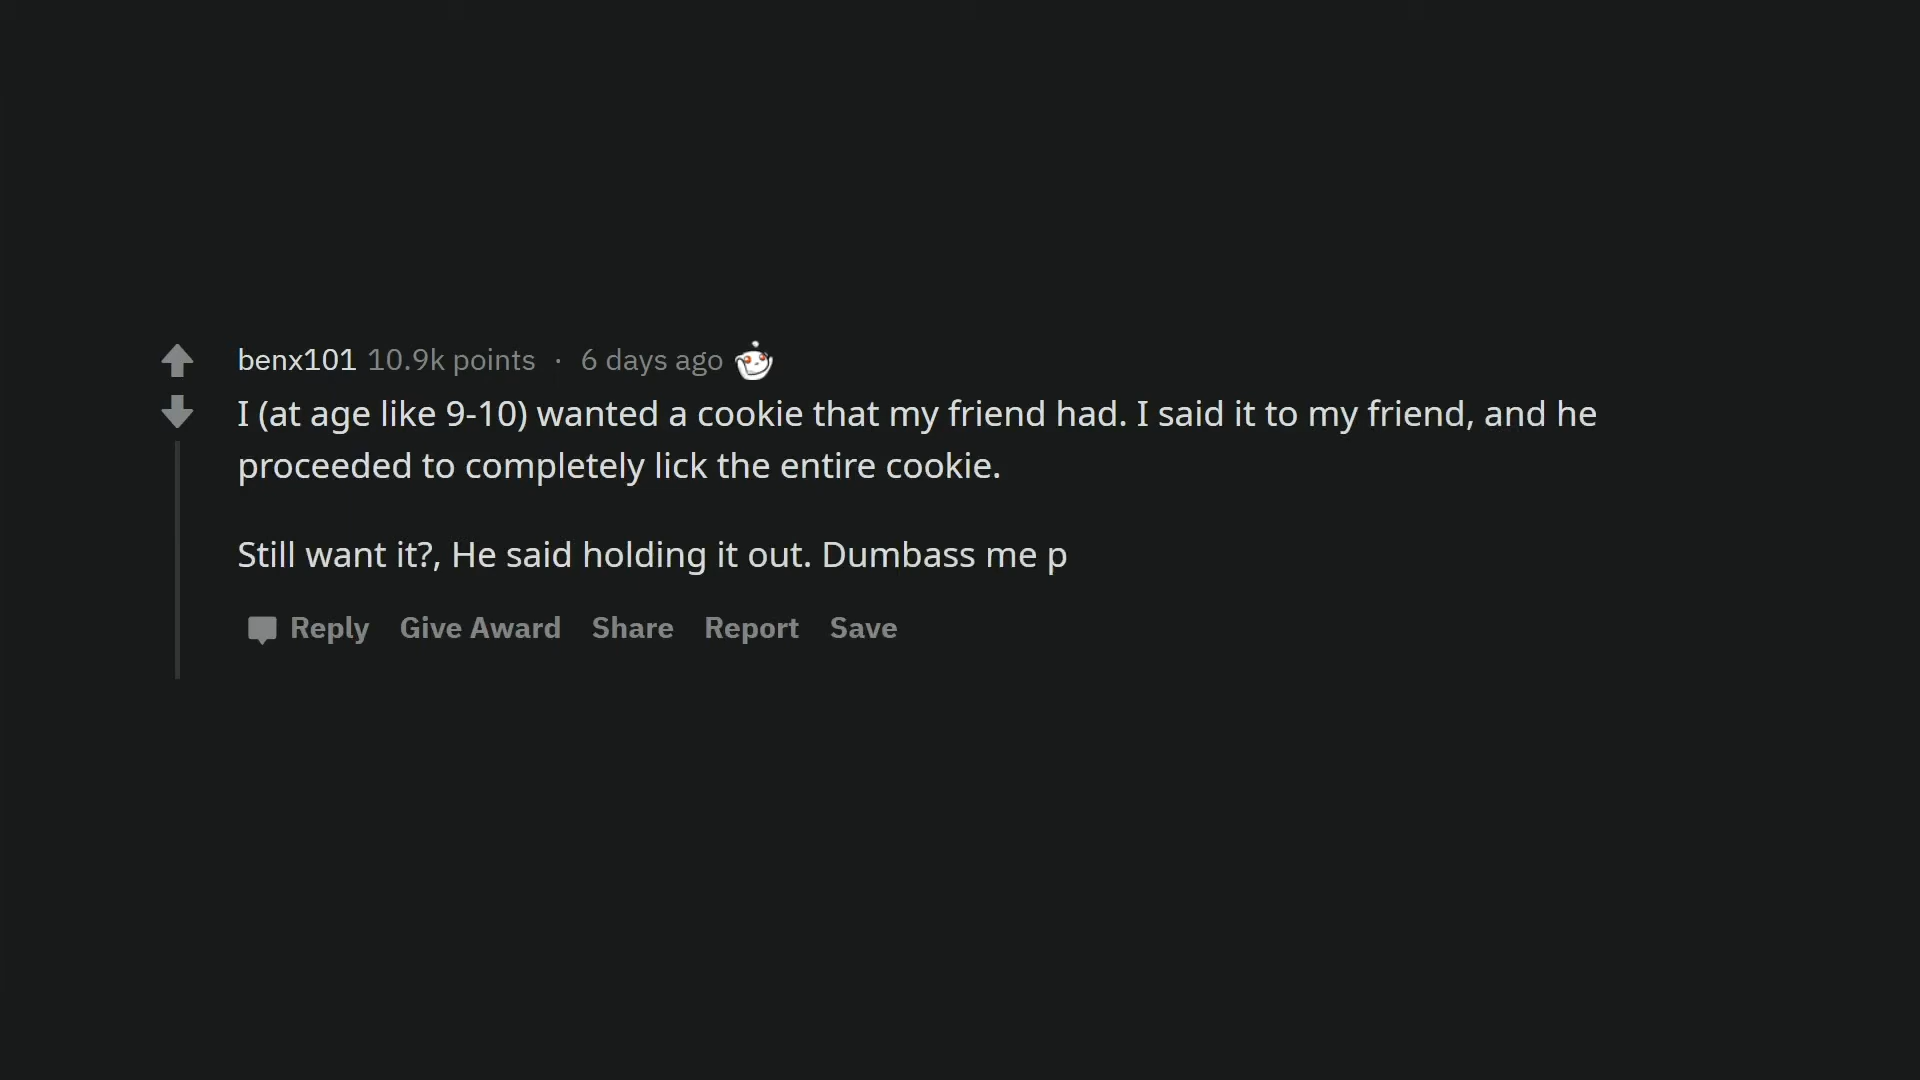 benx101 10.9k points · 6 days ago
I (at age like 9-10) wanted a cookie that my friend had. I said it to my friend, and he
proceeded to completely lick the entire cookie.
Still want it?, He said holding it out. Dumbass me p
Reply Give Award Share Report Save